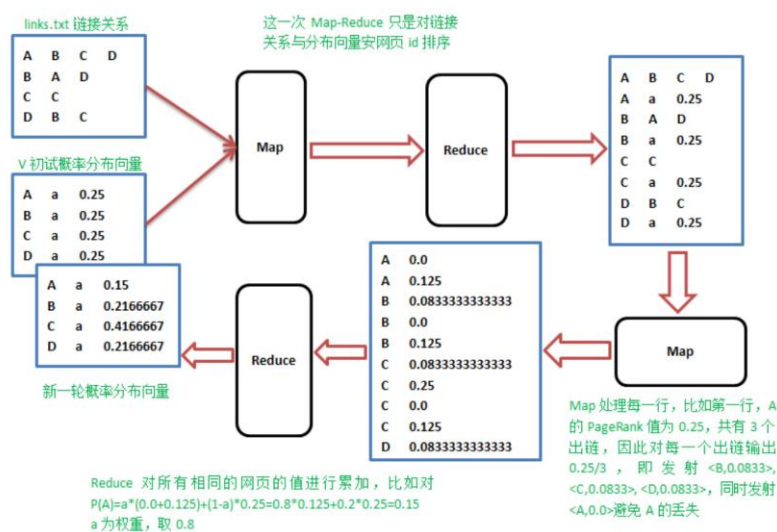 links.txt 链接关系
A B C D
B A D
C C
D B C
V 初试概率分布向量
A a 0.25
B a 0.25
C a 0.25
D a 0.25
A a 0.15
B a 0.2166667
C a 0.4166667
D a 0.2166667
新一轮概率分布向量
这一次 Map-Reduce 只是对链接
关系与分布向量安网页 id 排序
Map
Reduce
A B C D
A a 0.25
B A D
B a 0.25
C C
C a 0.25
D B C
D a 0.25
Map
Map 处理每一行，比如第一行，A
的 PageRank 值为 0.25，共有 3 个
出链，因此对每一个出链输出
0.25/3 ，即发射 <B,0.0833>,
<C,0.0833>, <D,0.0833>，同时发射
<A,0.0>避免 A 的丢失
A 0.0
A 0.125
B 0.0833333333333
B 0.0
B 0.125
C 0.0833333333333
C 0.25
C 0.0
C 0.125
D 0.0833333333333
Reduce
Reduce 对所有相同的网页的值进行累加，比如对
P(A)=a*(0.0+0.125)+(1-a)*0.25=0.8*0.125+0.2*0.25=0.15
a 为权重，取 0.8